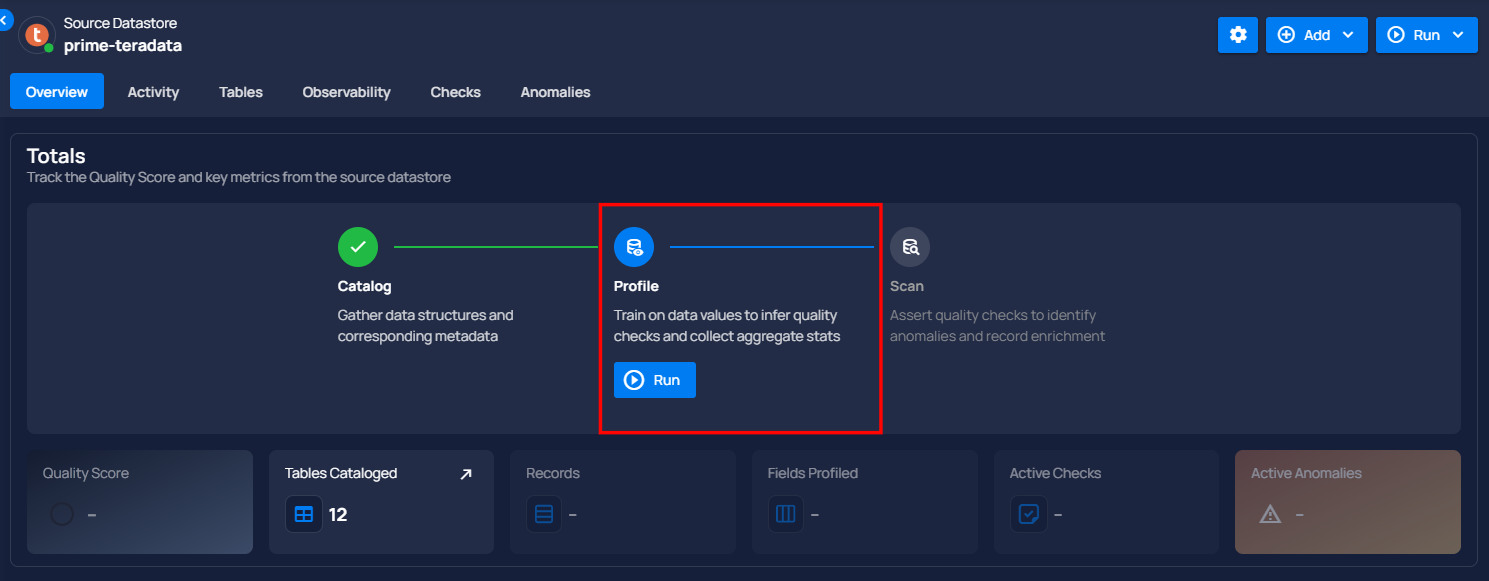 Source Datastore
prime-teradata
Add
Run
Overview
Activity
Tables
Observability
Checks
Anomalies
Totals
Track the Quality Score and key metrics from the source datastore
Catalog
Gather data structures and
corresponding metadata
Profile
Train on data values to infer quality
checks and collect aggregate stats
Run
Scan
Assert quality checks to identify
anomalies and record enrichment
Quality Score
–
Tables Cataloged
12
Records
–
Fields Profiled
–
Active Checks
–
Active Anomalies
–